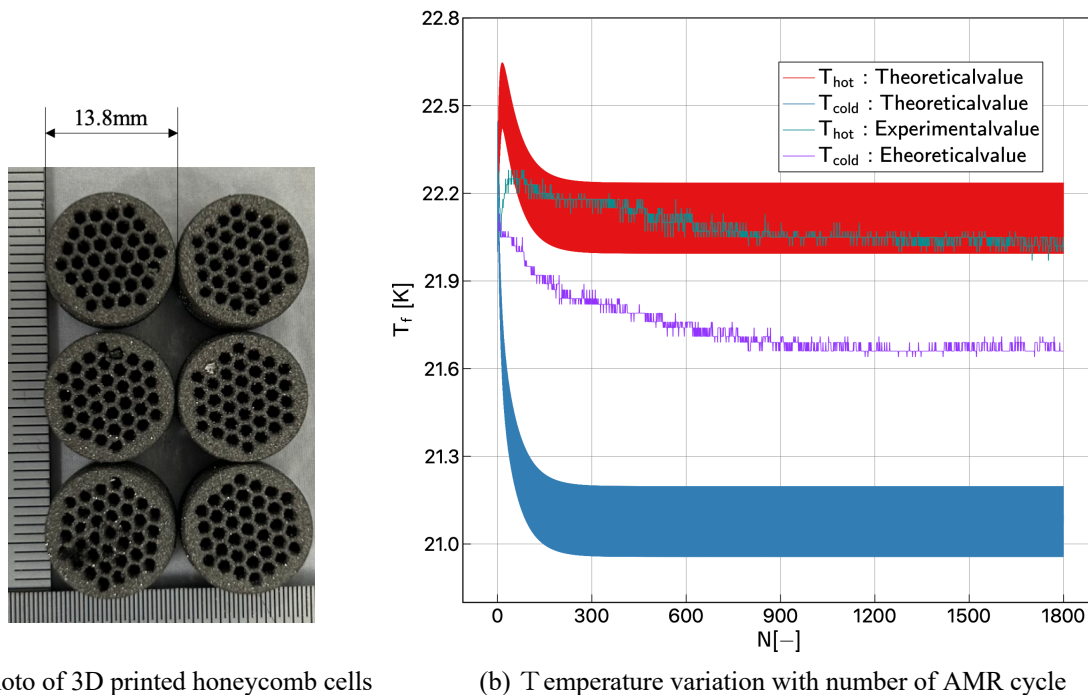 13.8mm
22.8
22.5
22.2
21.9
21.6
21.3
21.0
T_f [K]
T_hot : Theoreticalvalue
T_cold : Theoreticalvalue
T_hot : Experimentalvalue
T_cold : Eheoreticalvalue
0 300 600 900 1200 1500 1800
N[−]
oto of 3D printed honeycomb cells
(b) Temperature variation with number of AMR cycle